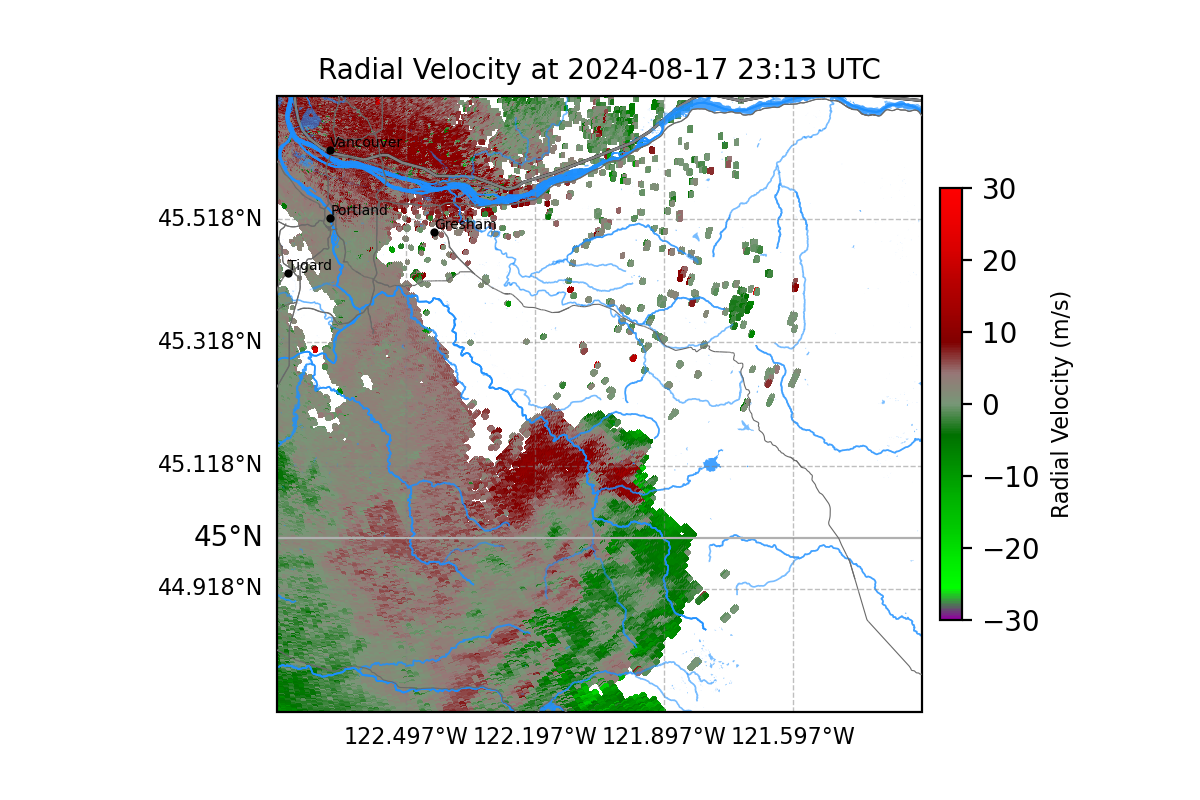 Radial Velocity at 2024-08-17 23:13 UTC
Vancouver
Portland
Gresham
Tigard
45.518°N
45.318°N
45.118°N
45°N
44.918°N
122.497°W 122.197°W 121.897°W 121.597°W
30
20
10
0
−10
−20
−30
Radial Velocity (m/s)